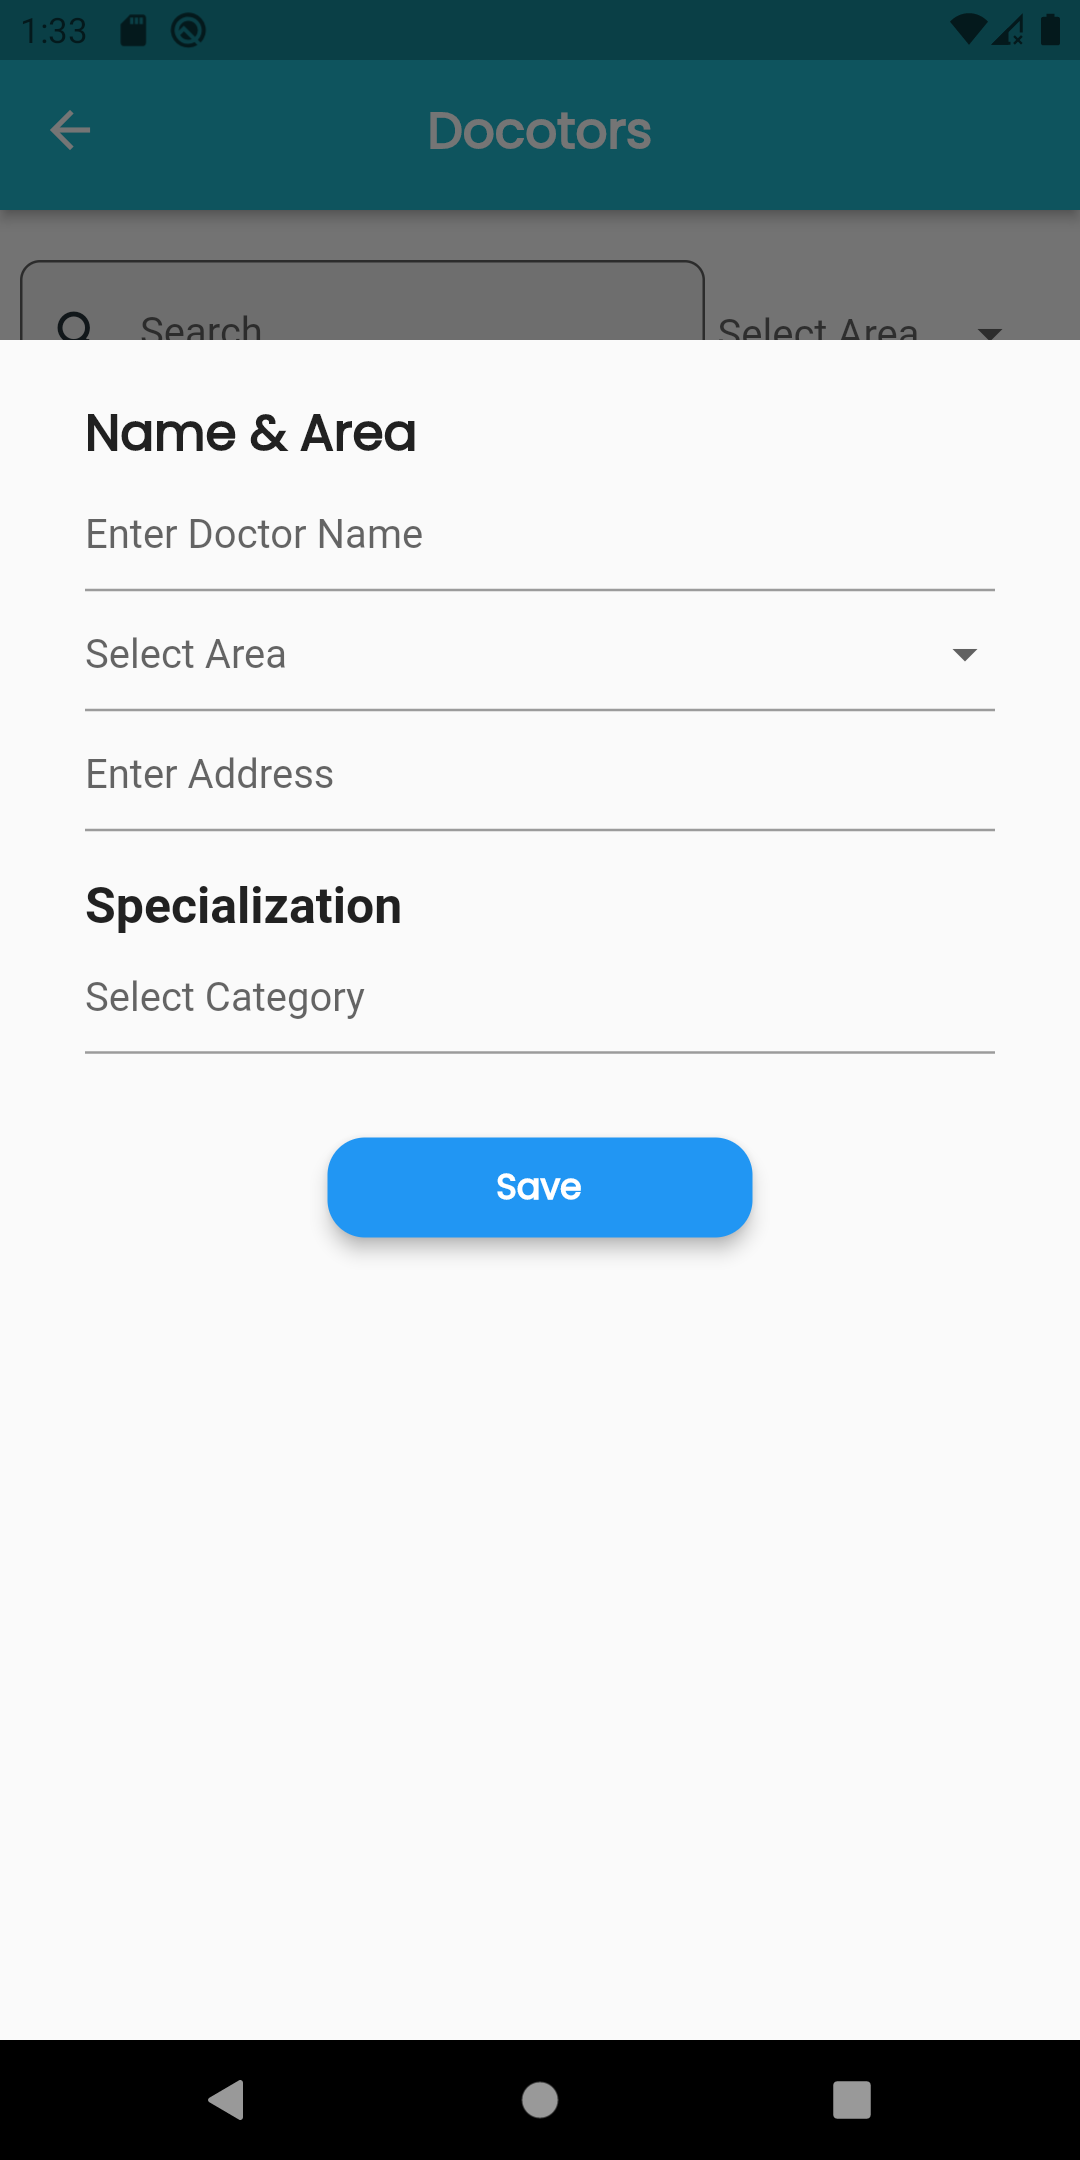 1:33
Docotors
Search
Select Area
Name & Area
Enter Doctor Name
Select Area
Enter Address
Specialization
Select Category
Save